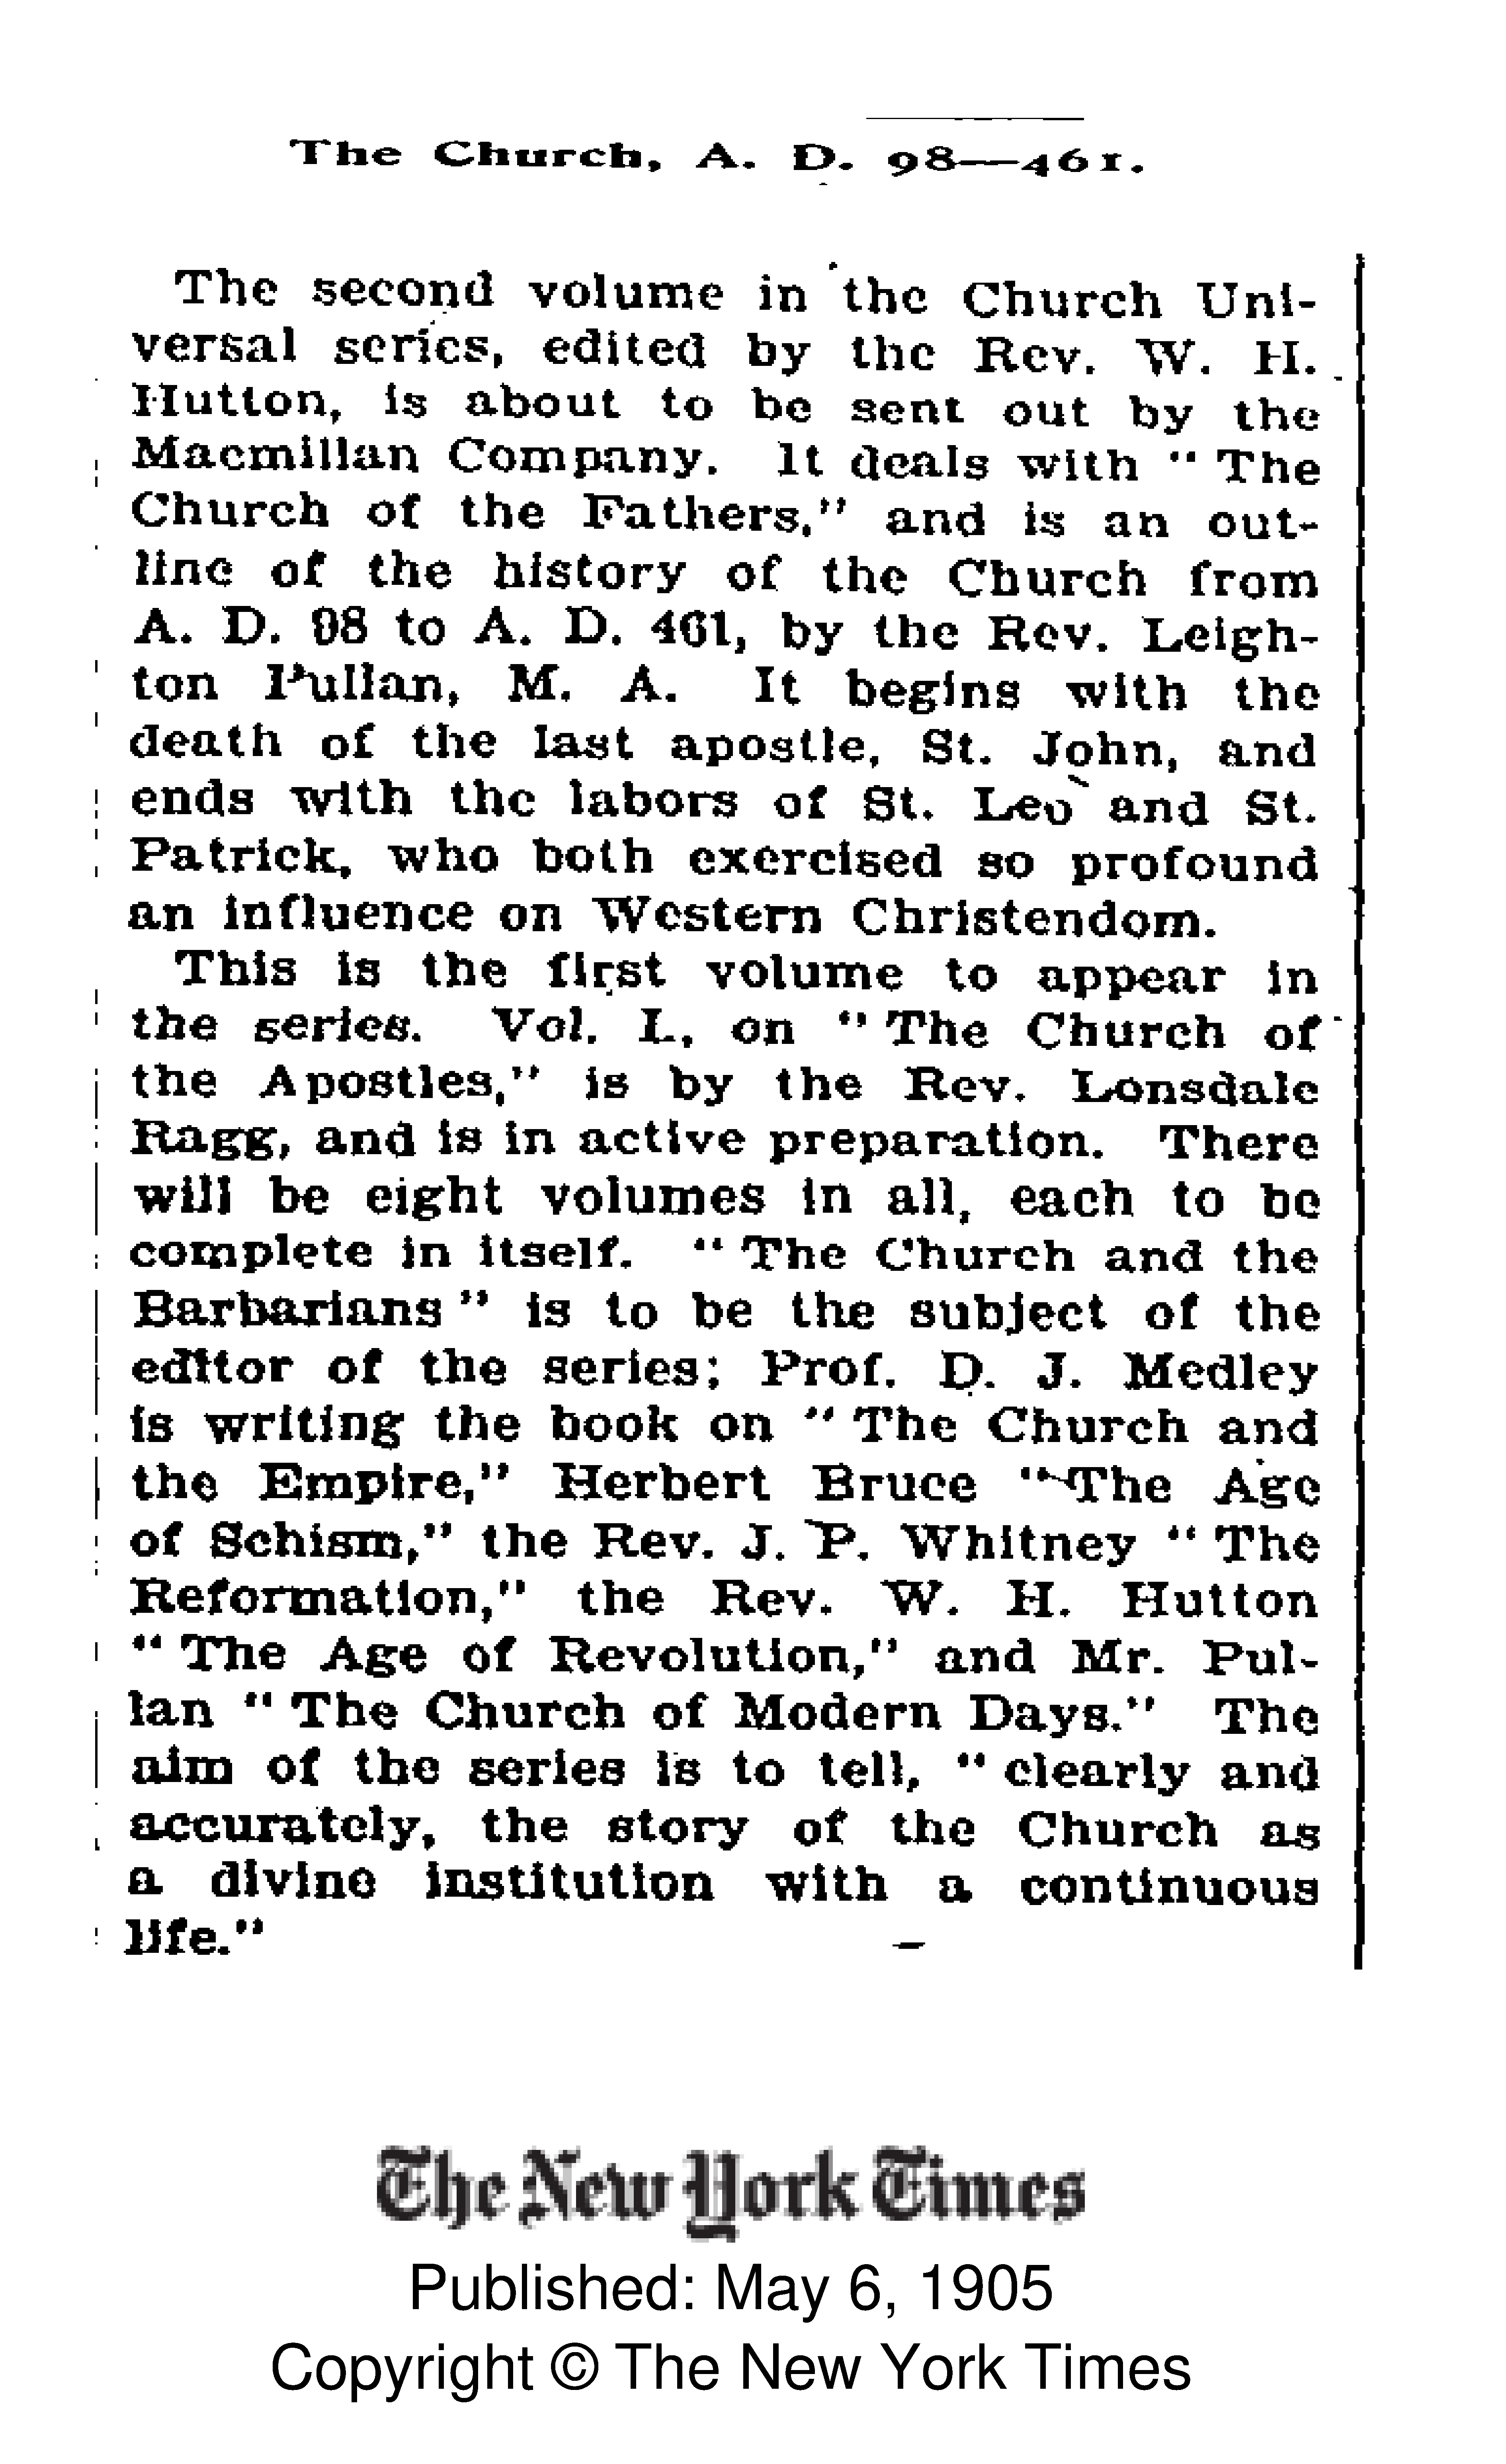 The Church, A. D. 98—461.
The second volume in the Church Uni-
versal series, edited by the Rev. W. H.
Hutton, is about to be sent out by the
Macmillan Company. It deals with " The
Church of the Fathers," and is an out-
line of the history of the Church from
A. D. 98 to A. D. 461, by the Rev. Leigh-
ton Pullan, M. A. It begins with the
death of the last apostle, St. John, and
ends with the labors of St. Leo and St.
Patrick, who both exercised so profound
an influence on Western Christendom.
This is the first volume to appear in
the series. Vol. I., on " The Church of
the Apostles," is by the Rev. Lonsdale
Ragg, and is in active preparation. There
will be eight volumes in all, each to be
complete in itself. " The Church and the
Barbarians " is to be the subject of the
editor of the series; Prof. D. J. Medley
is writing the book on " The Church and
the Empire," Herbert Bruce " The Age
of Schism," the Rev. J. P. Whitney " The
Reformation," the Rev. W. H. Hutton
" The Age of Revolution," and Mr. Pul-
lan " The Church of Modern Days." The
aim of the series is to tell, " clearly and
accurately, the story of the Church as
a divine institution with a continuous
life."
The New York Times
Published: May 6, 1905
Copyright © The New York Times